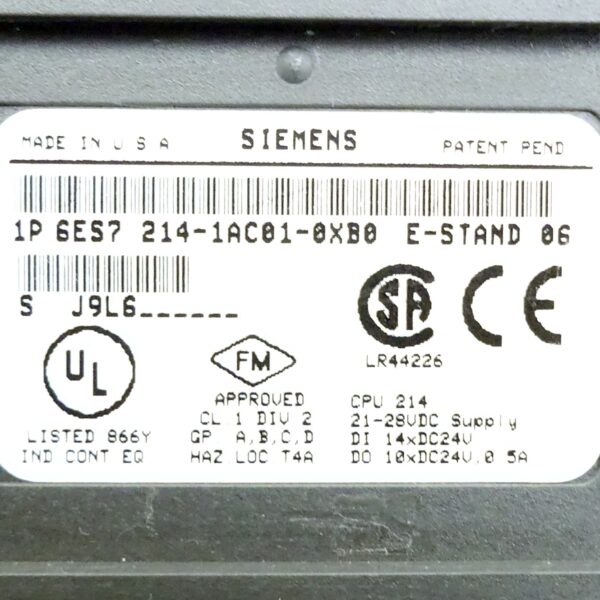 MADE IN U S A SIEMENS PATENT PEND
1P 6ES7 214-1AC01-0XB0 E-STAND 06
S J9L6______
SA CE
LR44226
UL FM
APPROVED CPU 214
CL.1 DIV 2 21-28VDC Supply
LISTED 866Y GP A,B,C,D DI 14xDC24V
IND CONT EQ HAZ.LOC T4A DO 10xDC24V,0 5A